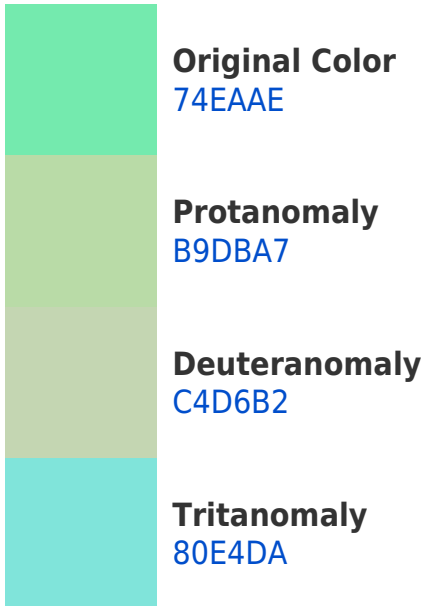 Original Color
74EAAE
Protanomaly
B9DBA7
Deuteranomaly
C4D6B2
Tritanomaly
80E4DA